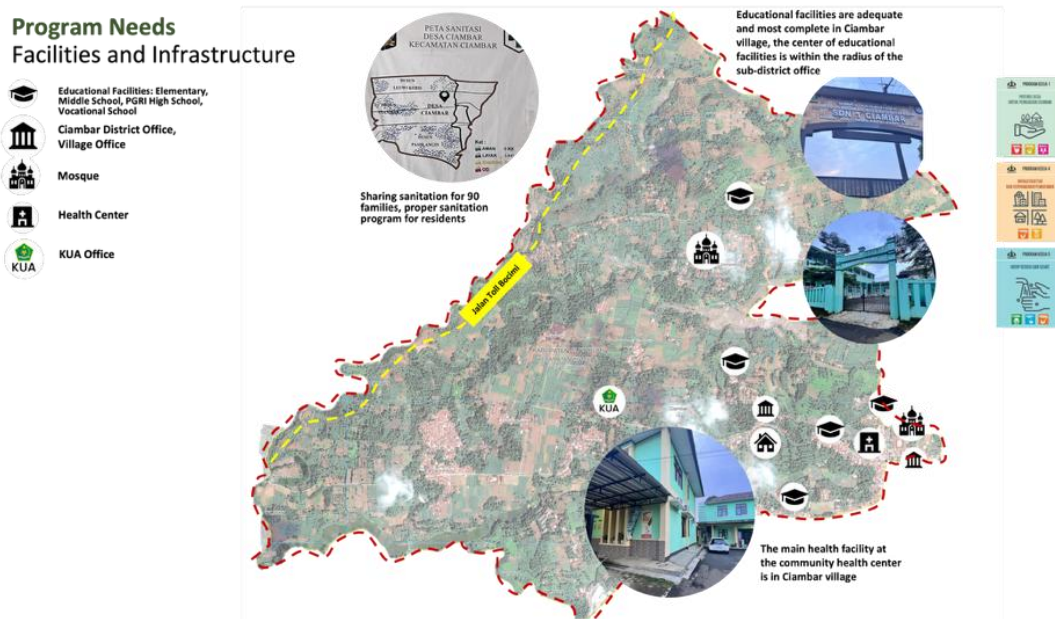 Program Needs
Facilities and Infrastructure
Educational Facilities: Elementary,
Middle School, PGRI High School,
Vocational School
Ciambar District Office,
Village Office
Mosque
Health Center
KUA
KUA Office
PETA SANITASI
DESA CIAMBAR
KECAMATAN CIAMBAR
DESA
CIAMBAR
Sharing sanitation for 90
families, proper sanitation
program for residents
Jalan Toll Bocimi
Educational facilities are adequate
and most complete in Ciambar
village, the center of educational
facilities is within the radius of the
sub-district office
CIAMBAR
KUA
The main health facility at
the community health center
is in Ciambar village